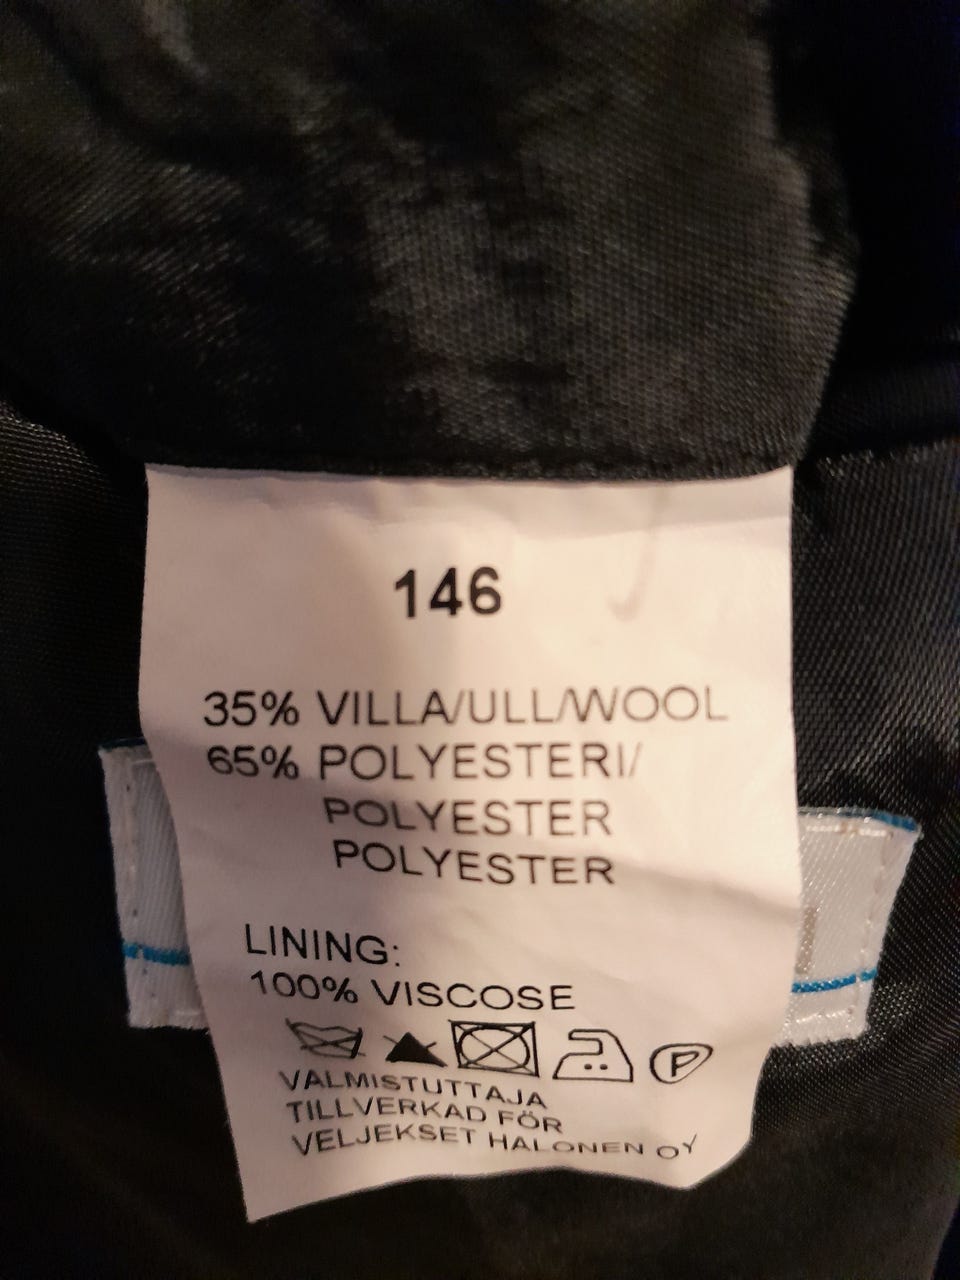 146
35% VILLA/ULL/WOOL
65% POLYESTERI/
POLYESTER
POLYESTER
LINING:
100% VISCOSE
P
VALMISTUTTAJA
TILLVERKAD FÖR
VELJEKSET HALONEN OY